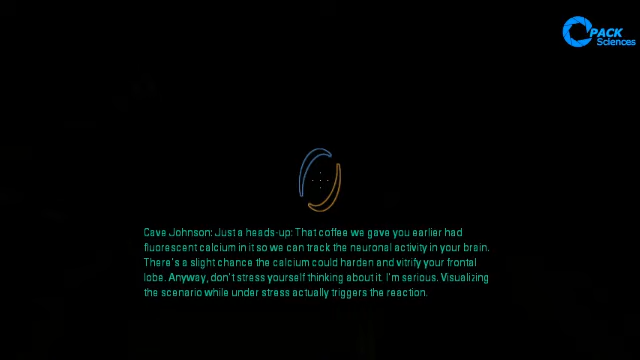 PACK
Sciences
Cave Johnson: Just a heads-up: That coffee we gave you earlier had
fluorescent calcium in it so we can track the neuronal activity in your brain.
There's a slight chance the calcium could harden and vitrify your frontal
lobe. Anyway, don't stress yourself thinking about it. I'm serious. Visualizing
the scenario while under stress actually triggers the reaction.